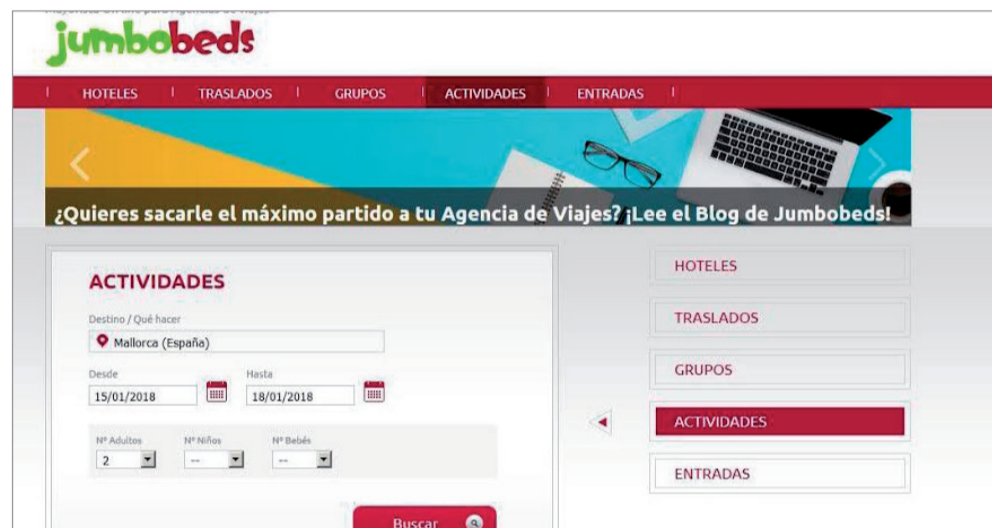 jumbobeds
HOTELES TRASLADOS GRUPOS ACTIVIDADES ENTRADAS
¿Quieres sacarle el máximo partido a tu Agencia de Viajes? ¡Lee el Blog de Jumbobeds!
ACTIVIDADES
Destino / Qué hacer
Mallorca (España)
Desde Hasta
15/01/2018 18/01/2018
Nº Adultos Nº Niños Nº Bebés
2 -- --
Buscar
HOTELES
TRASLADOS
GRUPOS
ACTIVIDADES
ENTRADAS